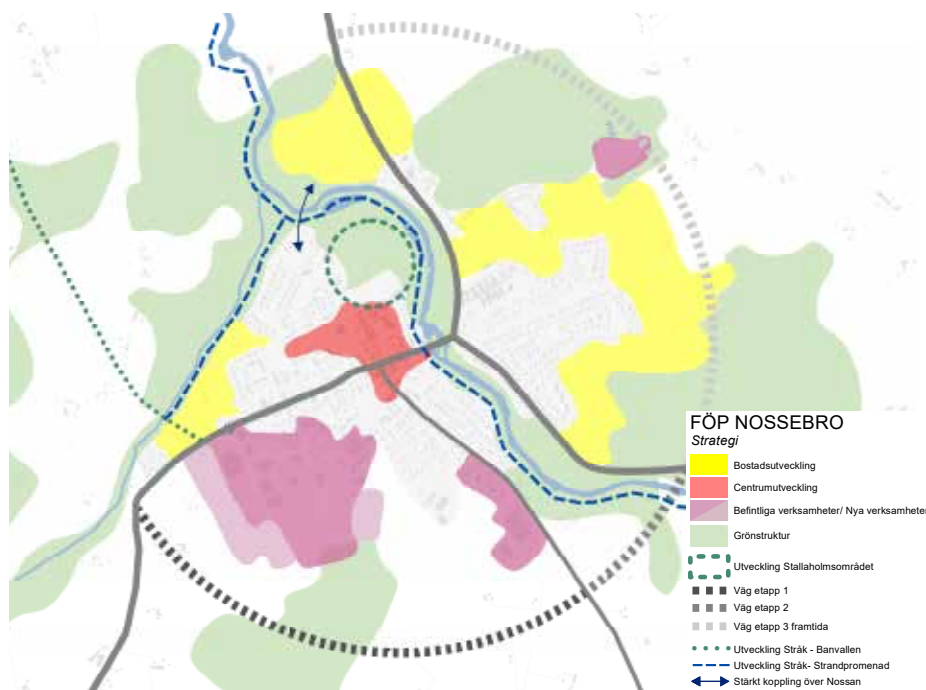 FÖP NOSSEBRO
Strategi
Bostadsutveckling
Centrumutveckling
Befintliga verksamheter/ Nya verksamheter
Grönstruktur
Utveckling Stallaholmsområdet
Väg etapp 1
Väg etapp 2
Väg etapp 3 framtida
Utveckling Stråk - Banvallen
Utveckling Stråk- Strandpromenad
Stärkt koppling över Nossan